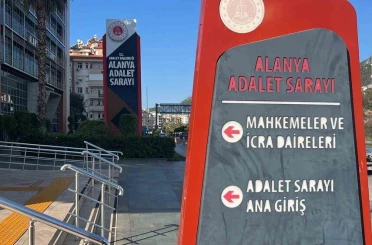 ALANYA
ADALET SARAYI
ALANYA
ADALET SARAYI
MAHKEMELER VE
İCRA DAİRELERİ
ADALET SARAYI
ANA GİRİŞ